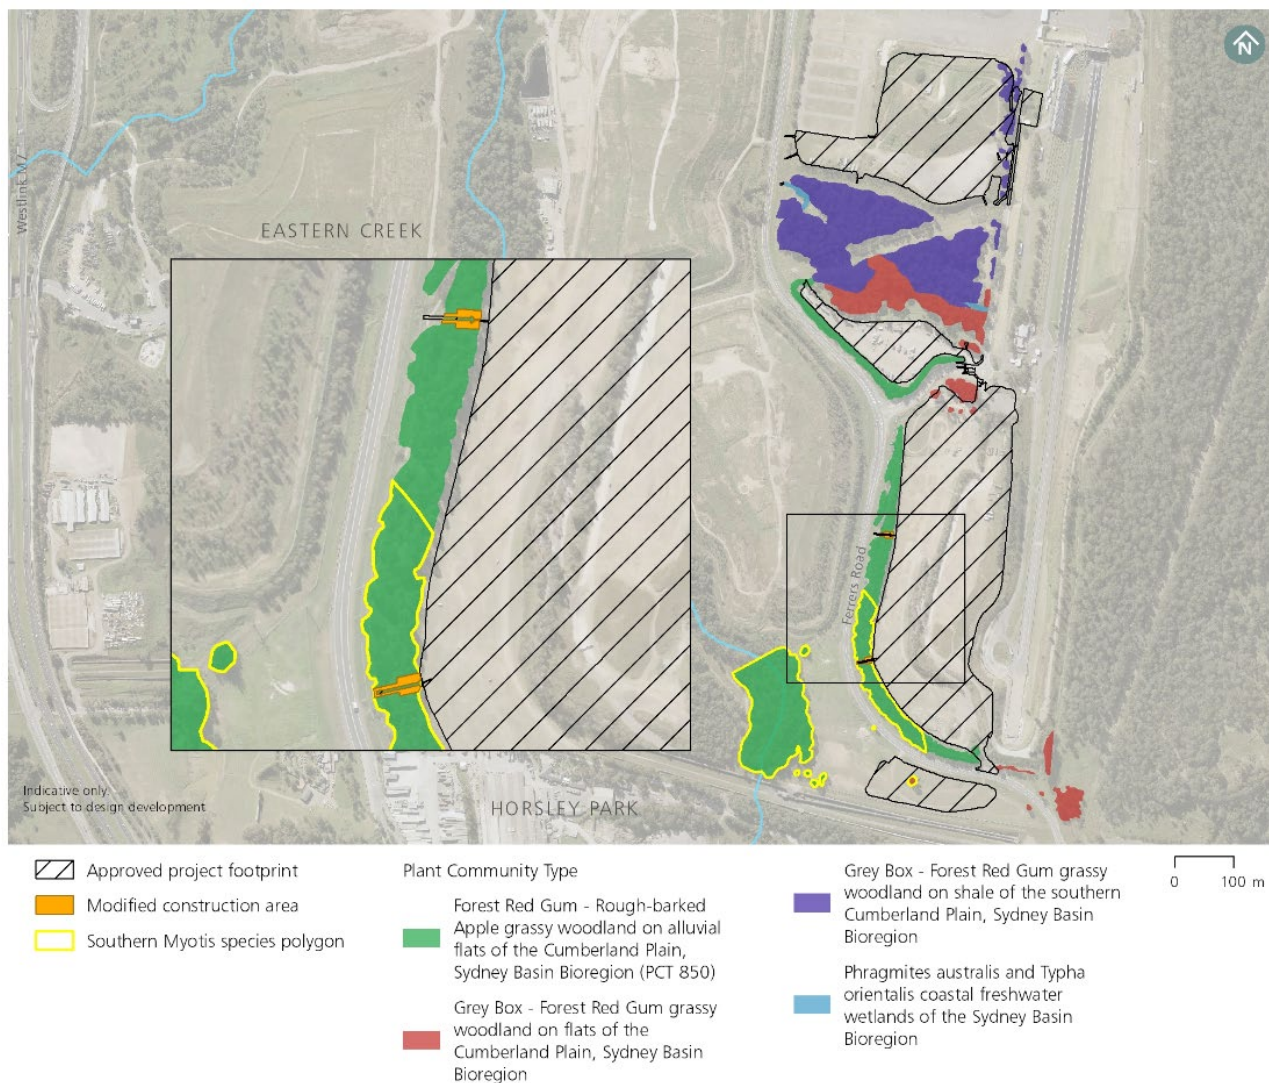 N
Westlink M7
EASTERN CREEK
Ferrers Road
Indicative only.
Subject to design development
HORSLEY PARK
Approved project footprint
Modified construction area
Southern Myotis species polygon
Plant Community Type
Forest Red Gum - Rough-barked
Apple grassy woodland on alluvial
flats of the Cumberland Plain,
Sydney Basin Bioregion (PCT 850)
Grey Box - Forest Red Gum grassy
woodland on flats of the
Cumberland Plain, Sydney Basin
Bioregion
Grey Box - Forest Red Gum grassy
woodland on shale of the southern
Cumberland Plain, Sydney Basin
Bioregion
Phragmites australis and Typha
orientalis coastal freshwater
wetlands of the Sydney Basin
Bioregion
0 100 m